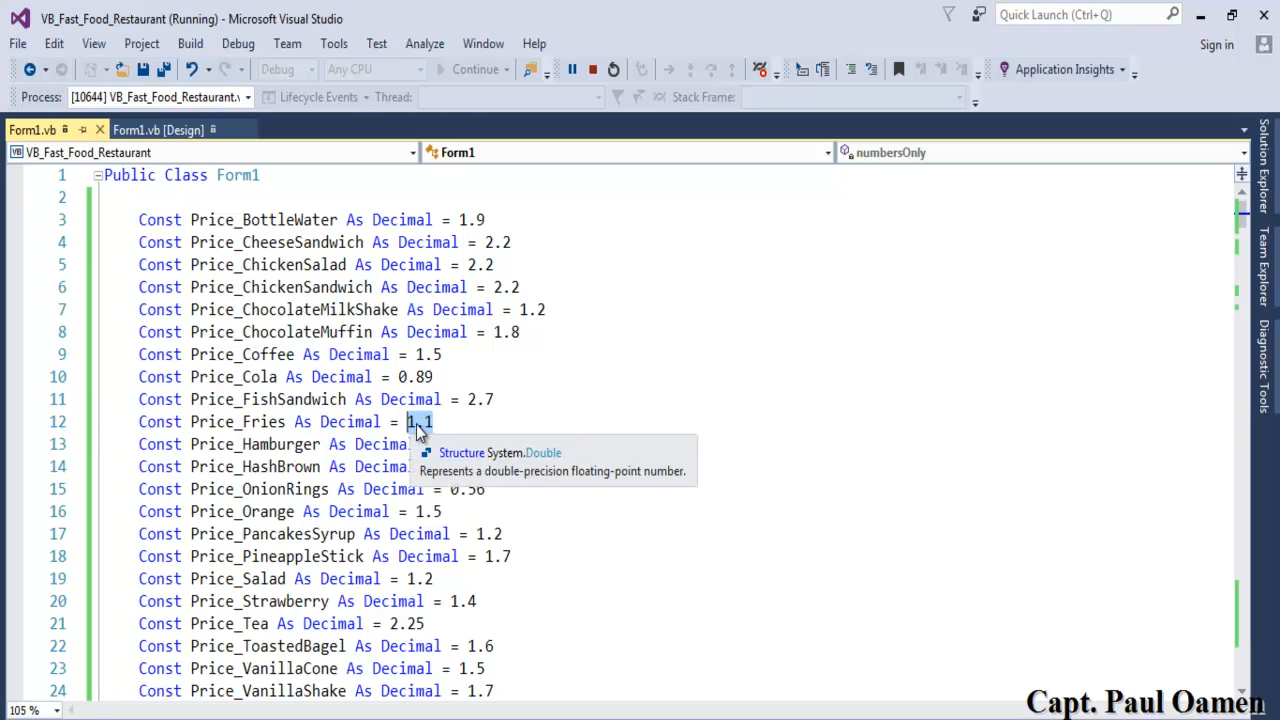 VB_Fast_Food_Restaurant (Running) - Microsoft Visual Studio
Quick Launch (Ctrl+Q)
File Edit View Project Build Debug Team Tools Test Analyze Window Help
Sign in
Debug Any CPU Continue Application Insights
Process: [10644] VB_Fast_Food_Restaurant.v Lifecycle Events Thread: Stack Frame:
Form1.vb Form1.vb [Design]
VB VB_Fast_Food_Restaurant Form1 numbersOnly
1 Public Class Form1
2
3 Const Price_BottleWater As Decimal = 1.9
4 Const Price_CheeseSandwich As Decimal = 2.2
5 Const Price_ChickenSalad As Decimal = 2.2
6 Const Price_ChickenSandwich As Decimal = 2.2
7 Const Price_ChocolateMilkShake As Decimal = 1.2
8 Const Price_ChocolateMuffin As Decimal = 1.8
9 Const Price_Coffee As Decimal = 1.5
10 Const Price_Cola As Decimal = 0.89
11 Const Price_FishSandwich As Decimal = 2.7
12 Const Price_Fries As Decimal = 1.1
13 Const Price_Hamburger As Decima
Structure System.Double
14 Const Price_HashBrown As Decima
Represents a double-precision floating-point number.
15 Const Price_OnionRings As Decimal = 0.56
16 Const Price_Orange As Decimal = 1.5
17 Const Price_PancakesSyrup As Decimal = 1.2
18 Const Price_PineappleStick As Decimal = 1.7
19 Const Price_Salad As Decimal = 1.2
20 Const Price_Strawberry As Decimal = 1.4
21 Const Price_Tea As Decimal = 2.25
22 Const Price_ToastedBagel As Decimal = 1.6
23 Const Price_VanillaCone As Decimal = 1.5
24 Const Price_VanillaShake As Decimal = 1.7
105 %
Solution Explorer
Team Explorer
Diagnostic Tools
Capt. Paul Oamen